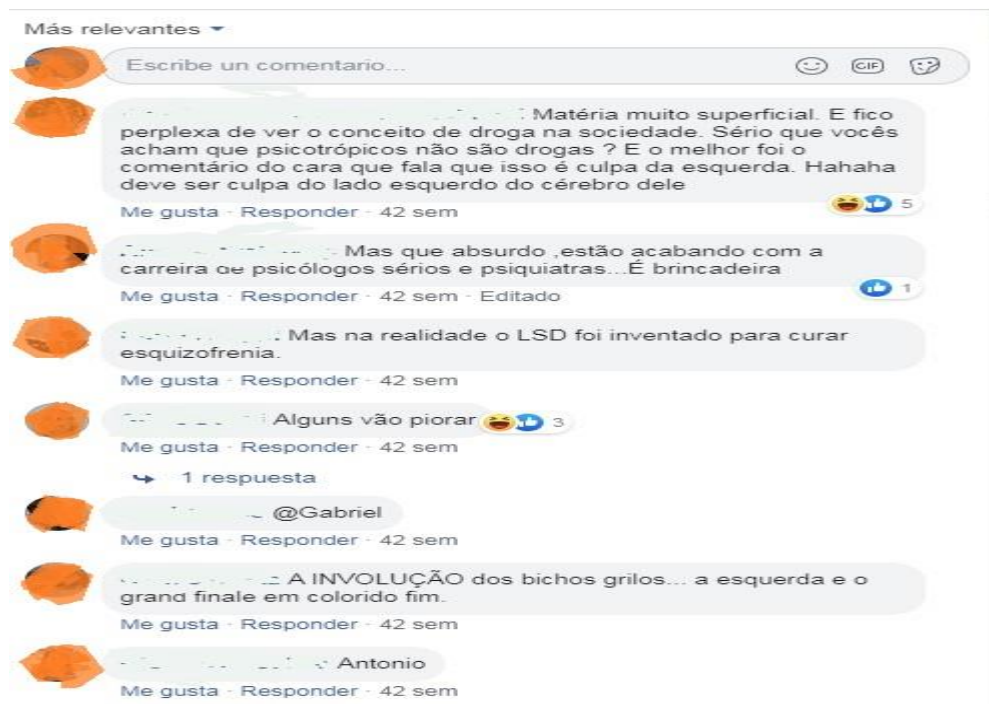 Más relevantes
Escribe un comentario...
GIF
Matéria muito superficial. E fico
perplexa de ver o conceito de droga na sociedade. Sério que vocês
acham que psicotrópicos não são drogas ? E o melhor foi o
comentário do cara que fala que isso é culpa da esquerda. Hahaha
deve ser culpa do lado esquerdo do cérebro dele
5
Me gusta · Responder · 42 sem
Mas que absurdo ,estão acabando com a
carreira de psicólogos sérios e psiquiatras...É brincadeira
1
Me gusta · Responder · 42 sem · Editado
Mas na realidade o LSD foi inventado para curar
esquizofrenia.
Me gusta · Responder · 42 sem
Alguns vão piorar 3
Me gusta · Responder · 42 sem
1 respuesta
@Gabriel
Me gusta · Responder · 42 sem
A INVOLUÇÃO dos bichos grilos... a esquerda e o
grand finale em colorido fim.
Me gusta · Responder · 42 sem
Antonio
Me gusta · Responder · 42 sem